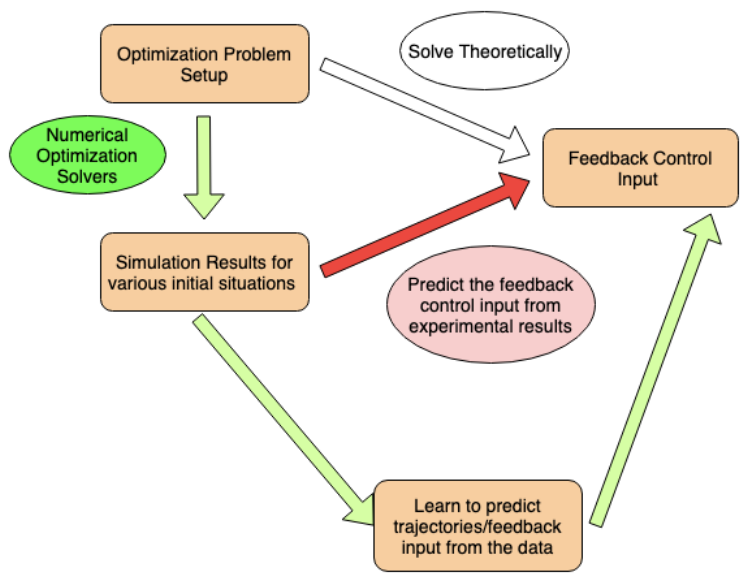 Optimization Problem
Setup
Solve Theoretically
Numerical
Optimization
Solvers
Feedback Control
Input
Simulation Results for
various initial situations
Predict the feedback
control input from
experimental results
Learn to predict
trajectories/feedback
input from the data